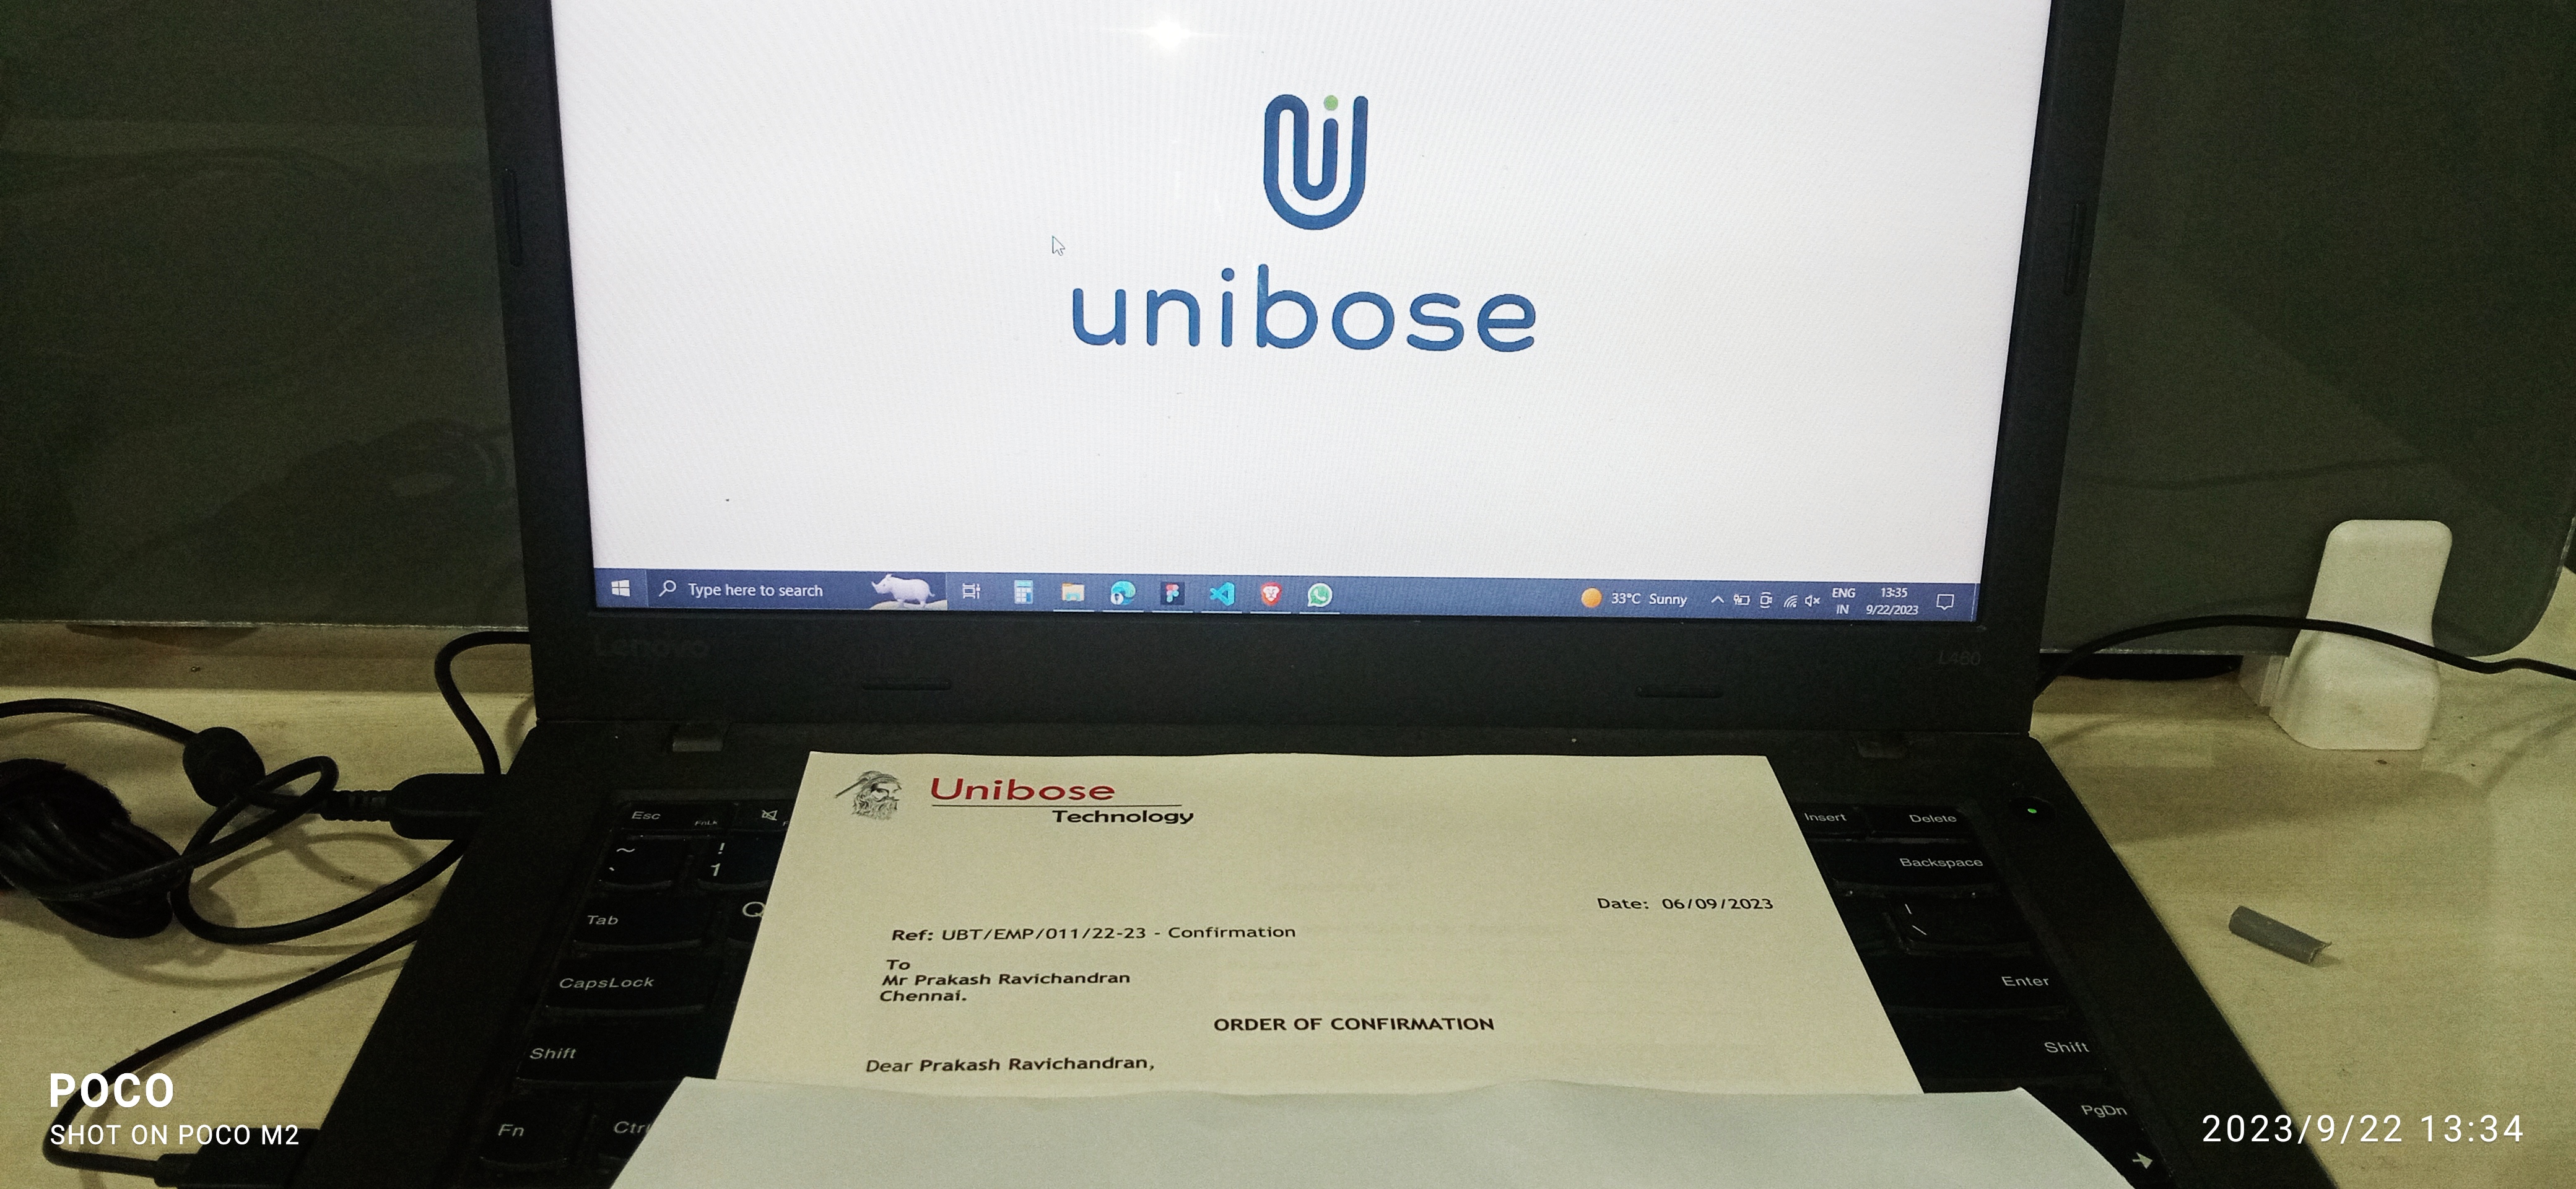 unibose
Type here to search
33°C Sunny
ENG
IN
13:35
9/22/2023
Lenovo
L480
Unibose
Technology
Date: 06/09/2023
Ref: UBT/EMP/011/22-23 - Confirmation
To
Mr Prakash Ravichandran
Chennai.
ORDER OF CONFIRMATION
Dear Prakash Ravichandran,
Esc
FnLk
~
`
!
1
Tab
Q
CapsLock
Shift
Fn
Ctrl
Insert
Delete
Backspace
|
\
Enter
Shift
PgDn
POCO
SHOT ON POCO M2
2023/9/22 13:34